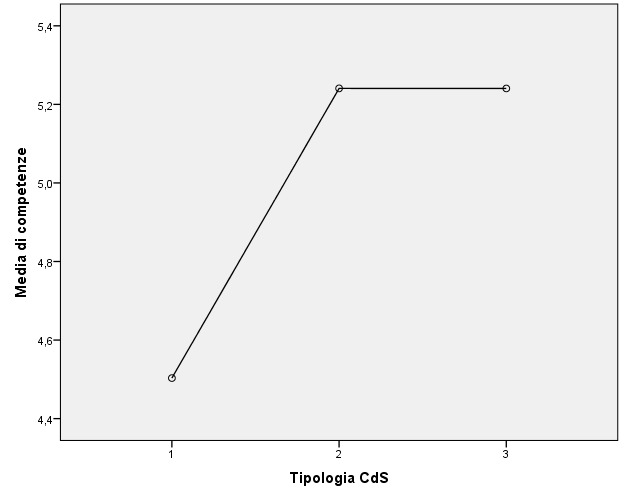 5,4
5,2
5,0
4,8
4,6
4,4
Media di competenze
1 2 3
Tipologia CdS